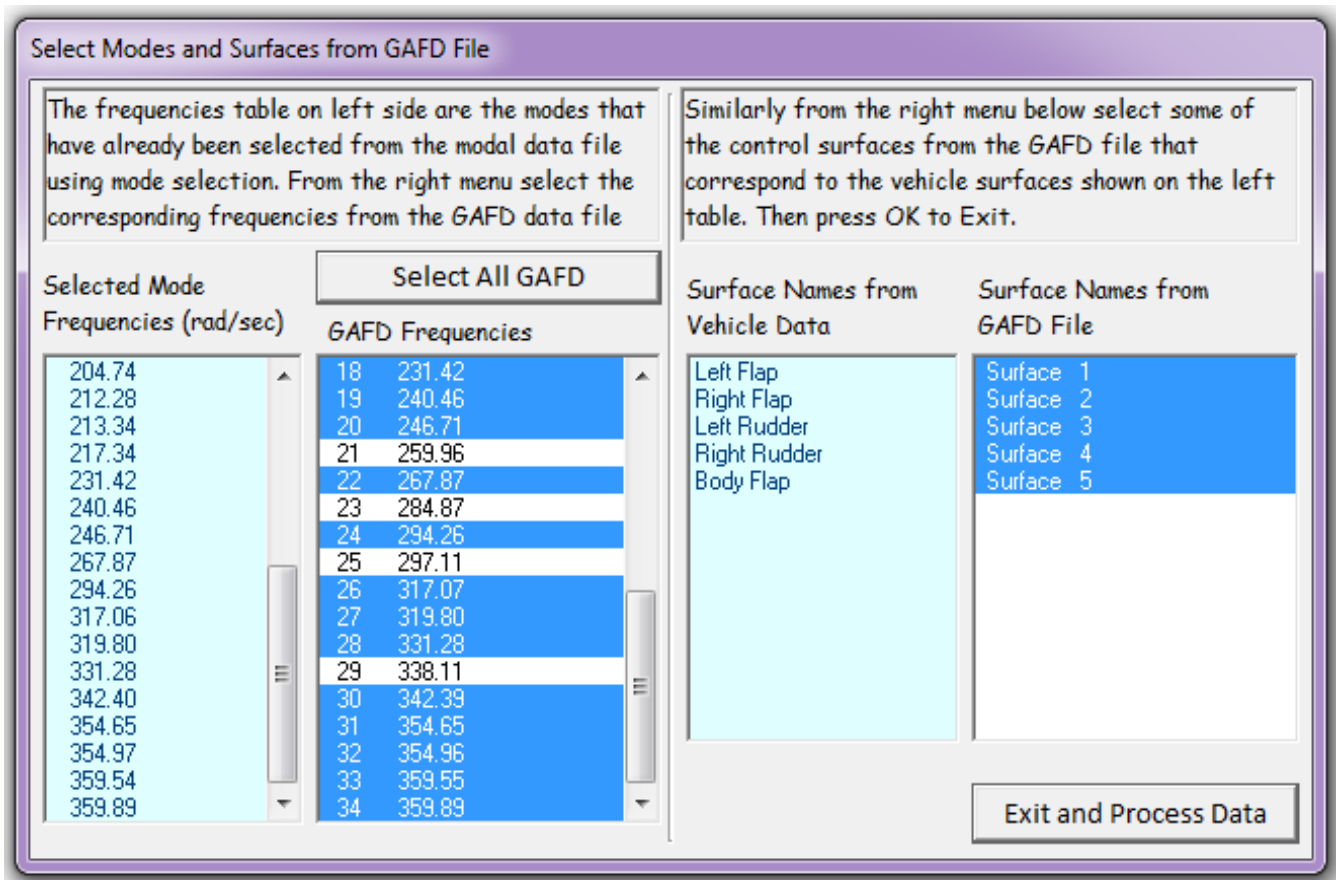 Select Modes and Surfaces from GAFD File
The frequencies table on left side are the modes that
have already been selected from the modal data file
using mode selection. From the right menu select the
corresponding frequencies from the GAFD data file
Similarly from the right menu below select some of
the control surfaces from the GAFD file that
correspond to the vehicle surfaces shown on the left
table. Then press OK to Exit.
Select All GAFD
Selected Mode
Frequencies (rad/sec)
204.74
212.28
213.34
217.34
231.42
240.46
246.71
267.87
294.26
317.06
319.80
331.28
342.40
354.65
354.97
359.54
359.89
GAFD Frequencies
18 231.42
19 240.46
20 246.71
21 259.96
22 267.87
23 284.87
24 294.26
25 297.11
26 317.07
27 319.80
28 331.28
29 338.11
30 342.39
31 354.65
32 354.96
33 359.55
34 359.89
Surface Names from
Vehicle Data
Left Flap
Right Flap
Left Rudder
Right Rudder
Body Flap
Surface Names from
GAFD File
Surface 1
Surface 2
Surface 3
Surface 4
Surface 5
Exit and Process Data